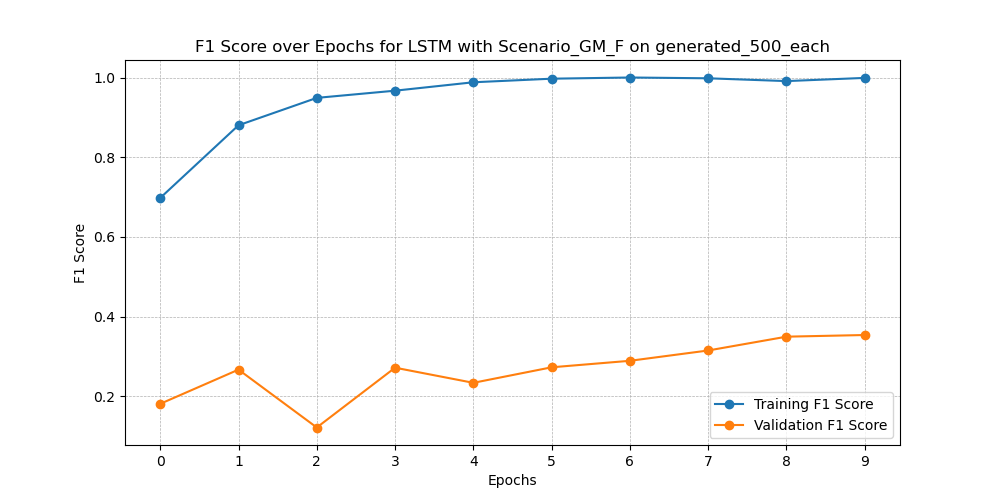 F1 Score over Epochs for LSTM with Scenario_GM_F on generated_500_each
F1 Score
1.0
0.8
0.6
0.4
0.2
Training F1 Score
Validation F1 Score
0 1 2 3 4 5 6 7 8 9
Epochs